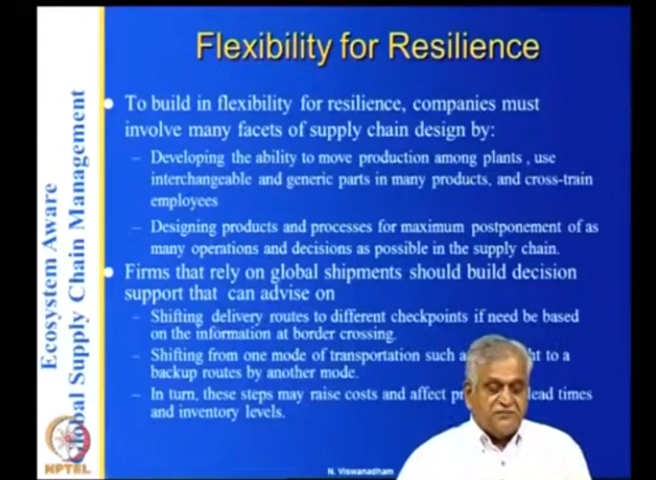 Flexibility for Resilience
To build in flexibility for resilience, companies must
involve many facets of supply chain design by:
– Developing the ability to move production among plants , use
interchangeable and generic parts in many products, and cross-train
employees
– Designing products and processes for maximum postponement of as
many operations and decisions as possible in the supply chain.
Firms that rely on global shipments should build decision
support that can advise on
– Shifting delivery routes to different checkpoints if need be based
on the information at border crossing.
– Shifting from one mode of transportation such ht to a
backup routes by another mode.
– In turn, these steps may raise costs and affect lead times
and inventory levels.
Ecosystem Aware
Global Supply Chain Management
NPTEL
N. Viswanadham